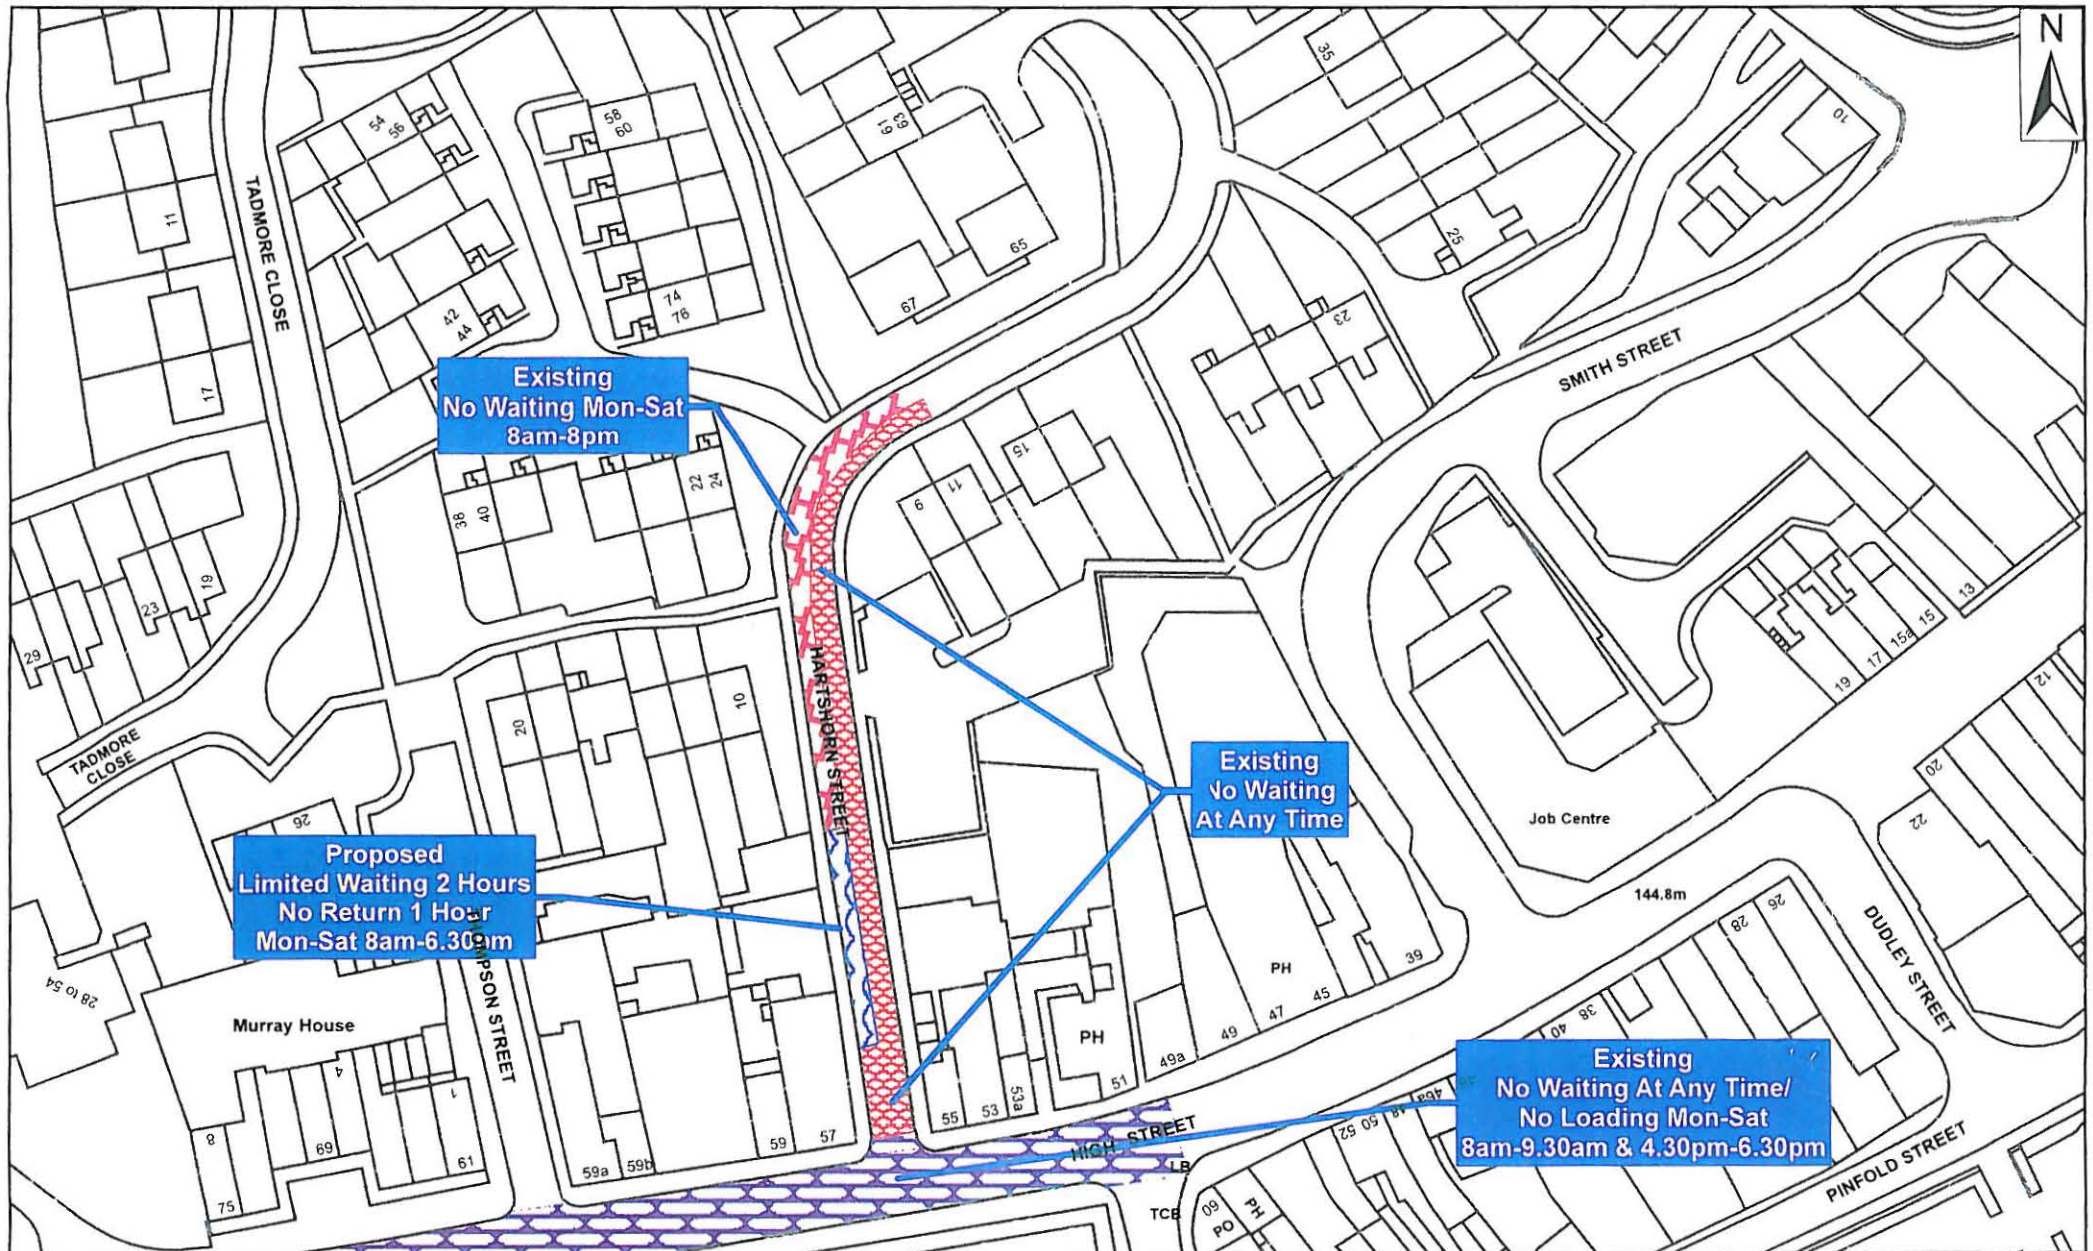 N
35
10
54
56
58
60
61
63
11
TADMORE CLOSE
25
65
74
76
67
42
44
23
SMITH STREET
17
Existing
No Waiting Mon-Sat
8am-8pm
38
40
22
24
9
11
15
29
23
19
13
15
15a
17
19
12
HARTSHORN STREET
20
10
TADMORE
CLOSE
Existing
No Waiting
At Any Time
20
22
26
Job Centre
Proposed
Limited Waiting 2 Hours
No Return 1 Hour
Mon-Sat 8am-6.30pm
144.8m
26
28
DUDLEY STREET
THOMPSON STREET
28 to 54
Murray House
PH
39
45
47
49
49a
PH
51
53a
53
55
38
40
Existing
No Waiting At Any Time/
No Loading Mon-Sat
8am-9.30am & 4.30pm-6.30pm
4
1
8
69
61
75
59a
59b
59
57
46a
48
50
52
HIGH STREET
LB
TCB
60
PO
PH
PINFOLD STREET